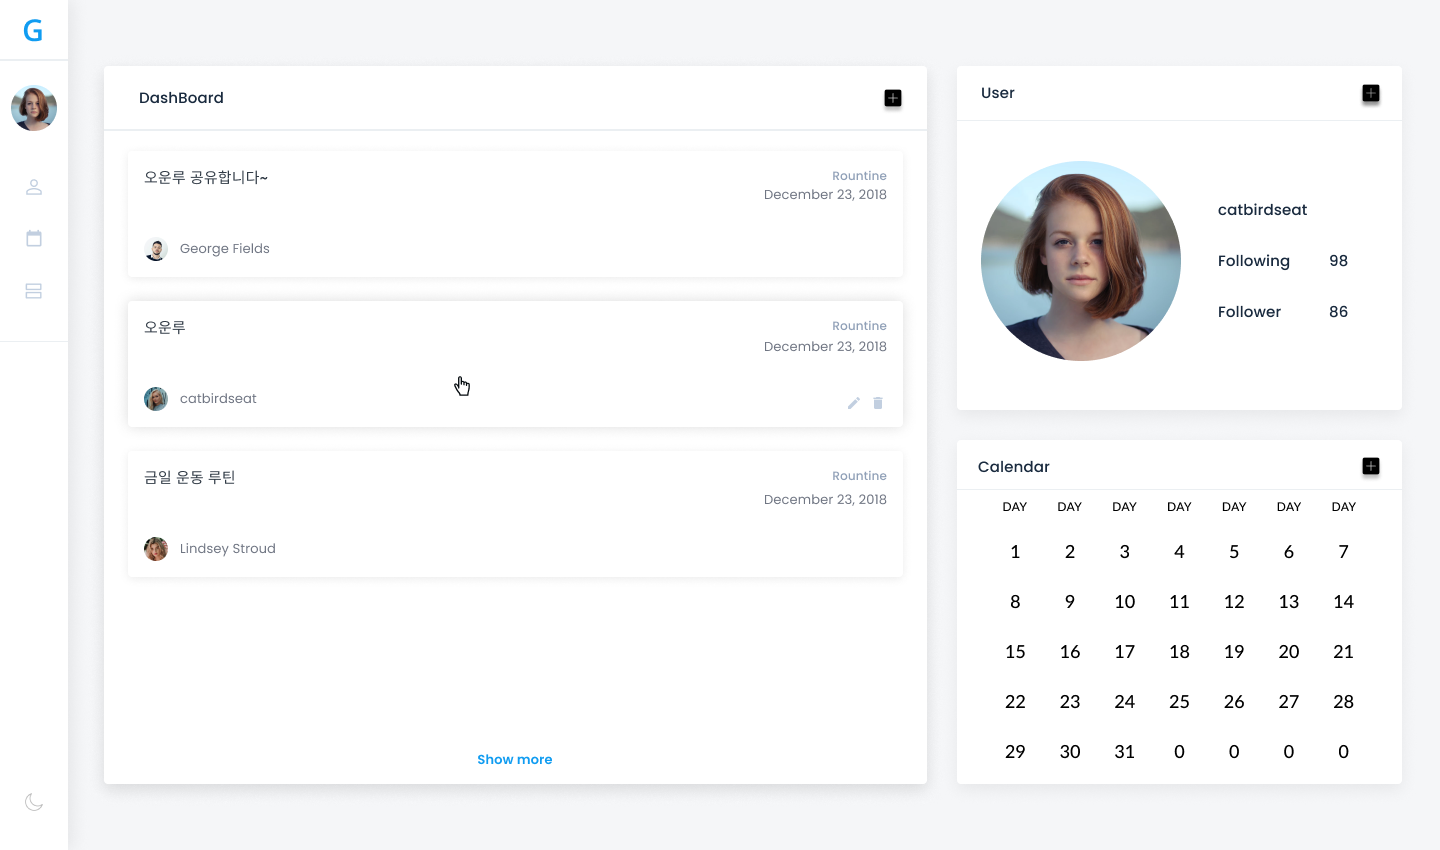 G
DashBoard
오운루 공유합니다~
Rountine
December 23, 2018
George Fields
오운루
Rountine
December 23, 2018
catbirdseat
금일 운동 루틴
Rountine
December 23, 2018
Lindsey Stroud
Show more
User
catbirdseat
Following 98
Follower 86
Calendar
DAY DAY DAY DAY DAY DAY DAY
1 2 3 4 5 6 7
8 9 10 11 12 13 14
15 16 17 18 19 20 21
22 23 24 25 26 27 28
29 30 31 0 0 0 0